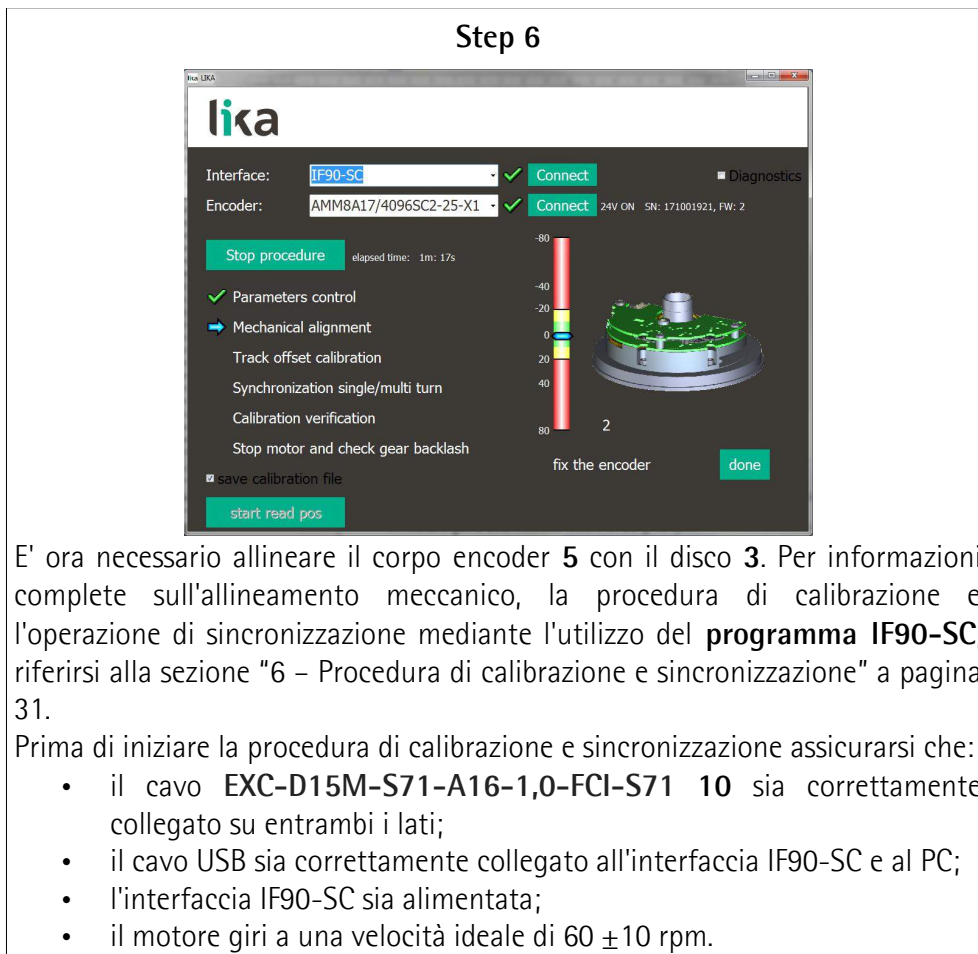 Step 6
lika LIKA
lika
Interface: IF90-SC Connect Diagnostics
Encoder: AMM8A17/4096SC2-25-X1 Connect 24V ON SN: 171001921, FW: 2
Stop procedure elapsed time: 1m: 17s
Parameters control
Mechanical alignment
Track offset calibration
Synchronization single/multi turn
Calibration verification
Stop motor and check gear backlash
save calibration file
start read pos
-80
-40
-20
0
20
40
80
2
fix the encoder done
E' ora necessario allineare il corpo encoder 5 con il disco 3. Per informazioni
complete sull'allineamento meccanico, la procedura di calibrazione e
l'operazione di sincronizzazione mediante l'utilizzo del programma IF90-SC,
riferirsi alla sezione "6 – Procedura di calibrazione e sincronizzazione" a pagina
31.
Prima di iniziare la procedura di calibrazione e sincronizzazione assicurarsi che:
• il cavo EXC-D15M-S71-A16-1,0-FCI-S71 10 sia correttamente
collegato su entrambi i lati;
• il cavo USB sia correttamente collegato all'interfaccia IF90-SC e al PC;
• l'interfaccia IF90-SC sia alimentata;
• il motore giri a una velocità ideale di 60 ±10 rpm.